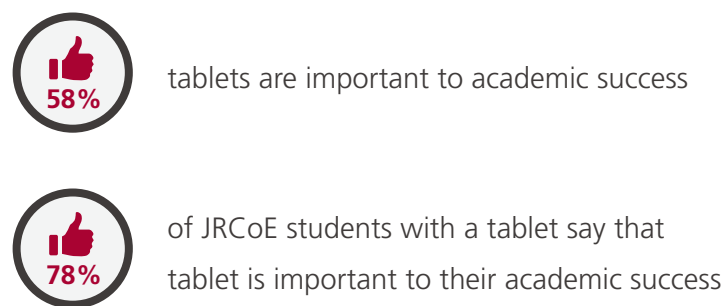 58%
tablets are important to academic success
78%
of JRCoE students with a tablet say that
tablet is important to their academic success